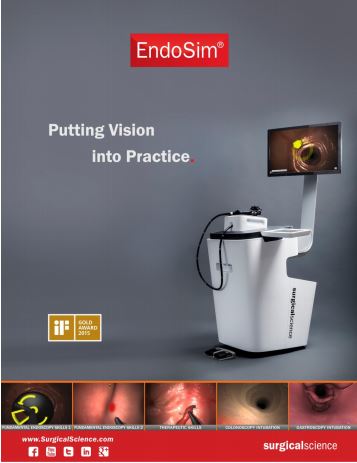 EndoSim®
Putting Vision
into Practice.
surgicalscience
iF
GOLD
AWARD
2015
FUNDAMENTAL ENDOSCOPY SKILLS 1
FUNDAMENTAL ENDOSCOPY SKILLS 2
THERAPEUTIC SKILLS
COLONOSCOPY INTUBATION
GASTROSCOPY INTUBATION
www.SurgicalScience.com
surgicalscience